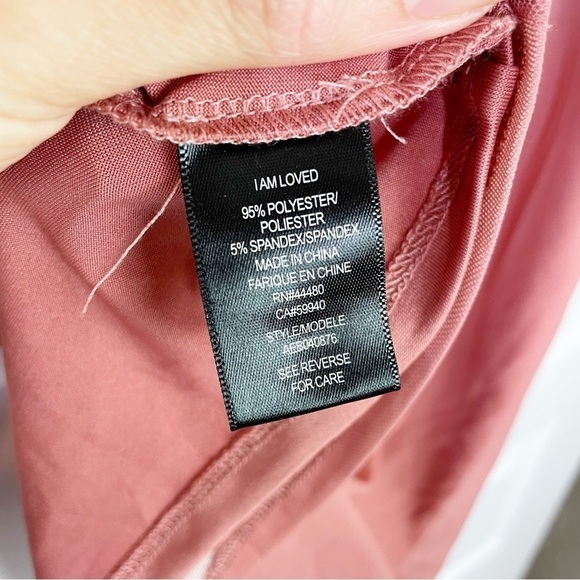 I AM LOVED
95% POLYESTER/
POLIESTER
5% SPANDEX/SPANDEX
MADE IN CHINA
FARIQUE EN CHINE
RN#44480
CA#59940
STYLE/MODELE
AES040876
SEE REVERSE
FOR CARE